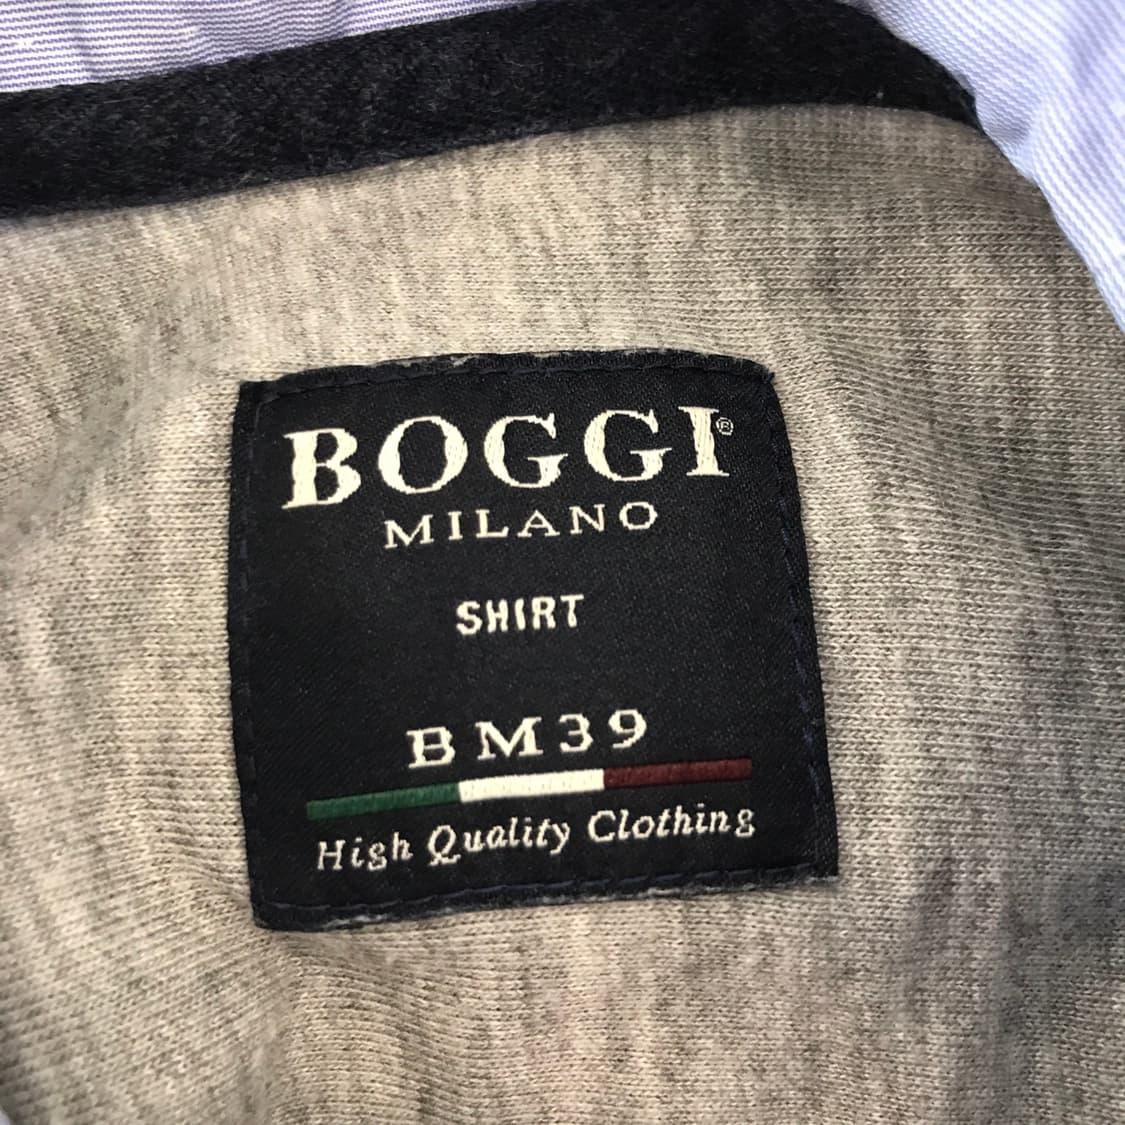 BOGGI®
MILANO
SHIRT
BM39
High Quality Clothing